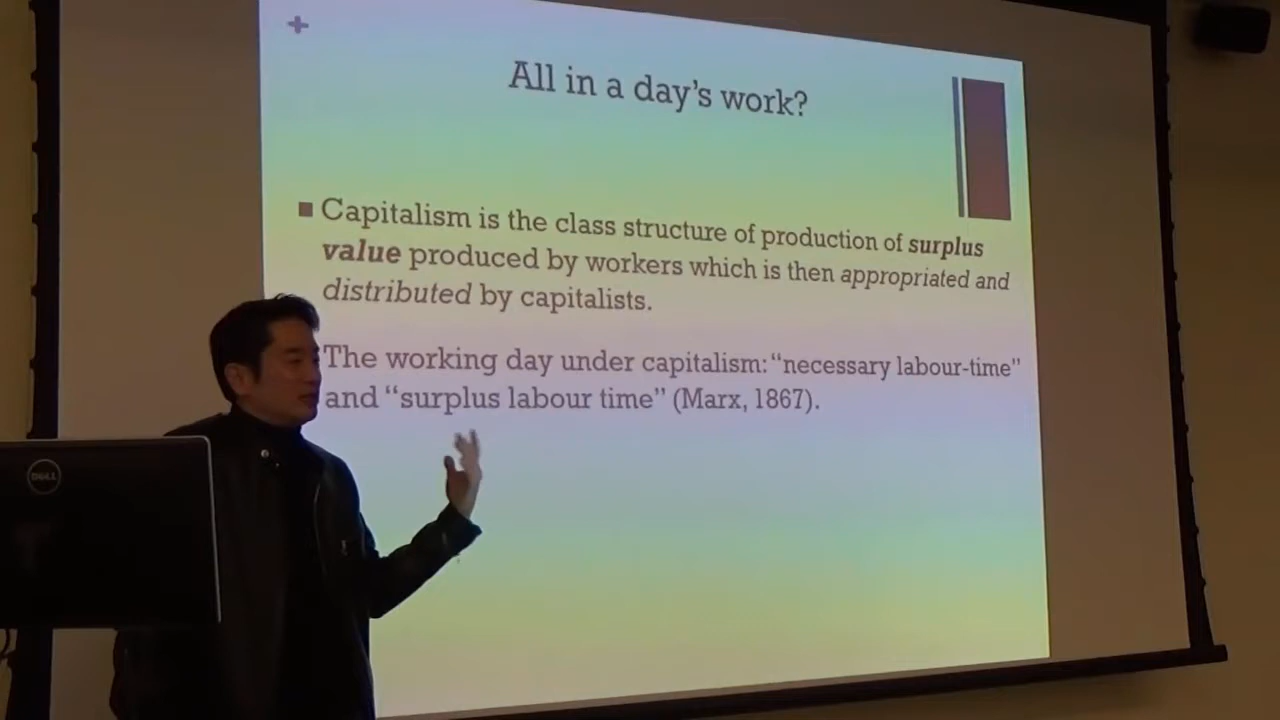 All in a day's work?
Capitalism is the class structure of production of surplus
value produced by workers which is then appropriated and
distributed by capitalists.
The working day under capitalism: “necessary labour-time”
and “surplus labour time” (Marx, 1867).
DELL